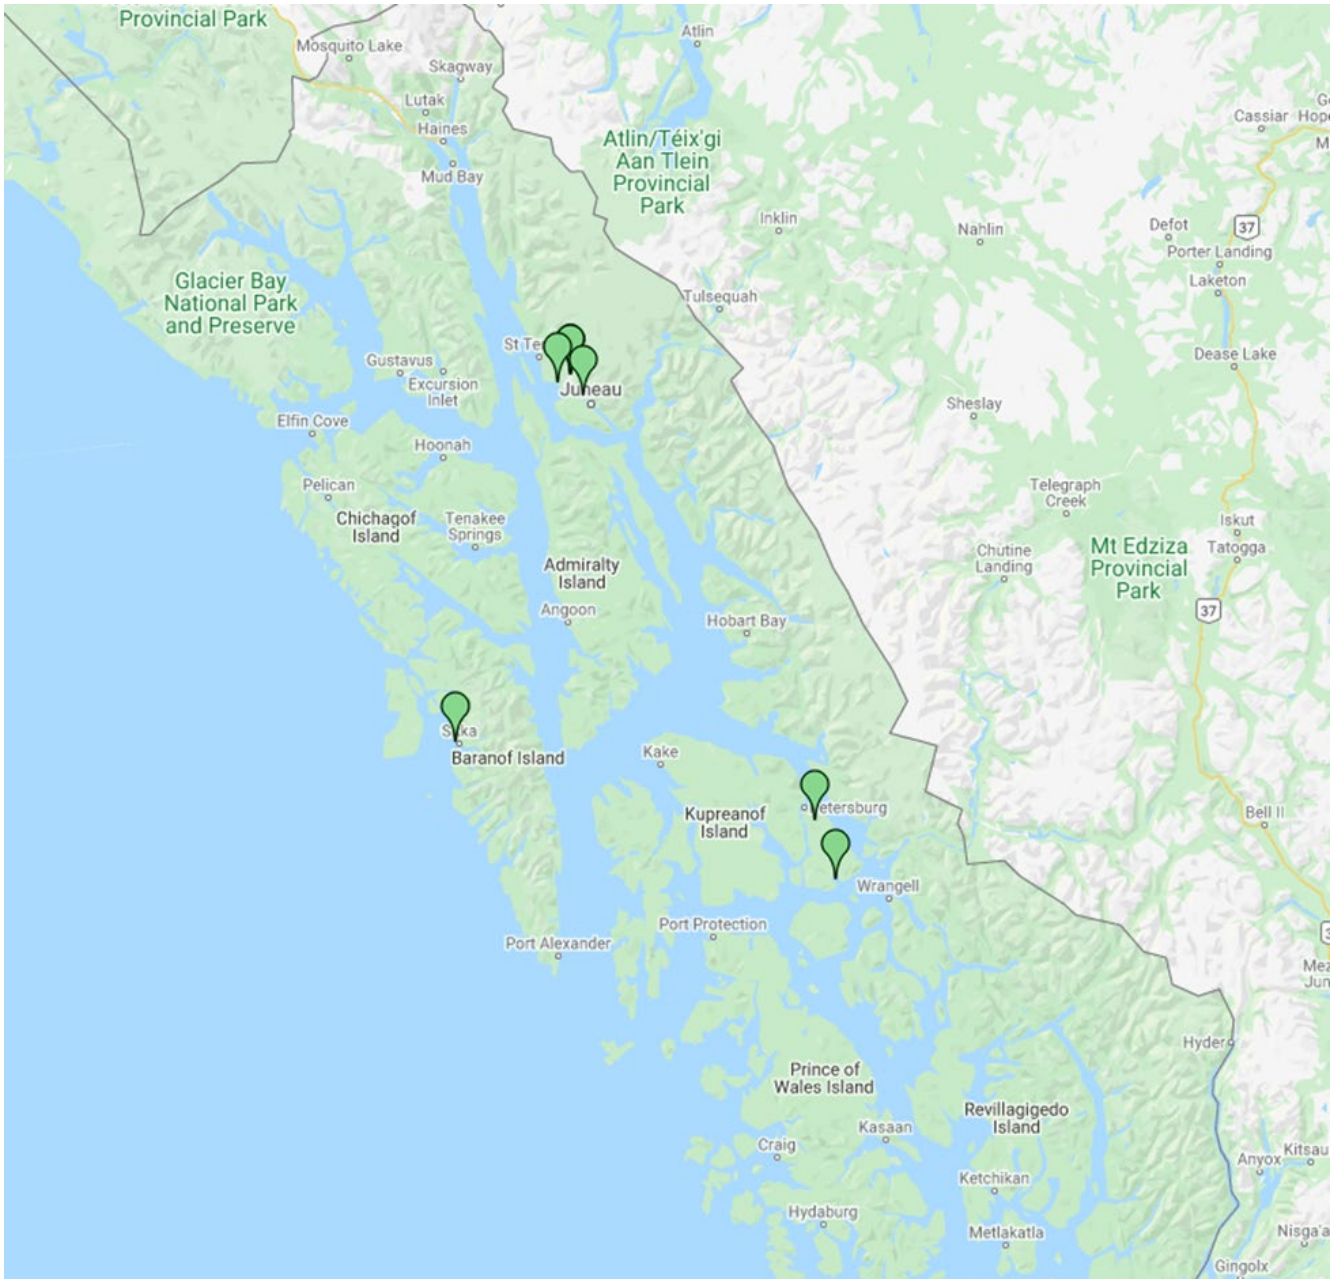 Provincial Park
Mosquito Lake
Skagway
Lutak
Haines
Mud Bay
Atlin
Atlin/Téix'gi
Aan Tlein
Provincial
Park
Cassiar
Inklin
Nahlin
Defot
37
Porter Landing
Laketon
Tulsequah
Glacier Bay
National Park
and Preserve
St Te
Juneau
Gustavus
Excursion
Inlet
Dease Lake
Elfin Cove
Hoonah
Sheslay
Pelican
Chichagof
Island
Tenakee
Springs
Telegraph
Creek
Iskut
Tatogga
Chutine
Landing
Mt Edziza
Provincial
Park
37
Admiralty
Island
Angoon
Hobart Bay
Sitka
Baranof Island
Kake
Kupreanof
Island
Petersburg
Bell II
Wrangell
Port Protection
Port Alexander
Hyder
Prince of
Wales Island
Revillagigedo
Island
Kasaan
Craig
Ketchikan
Anyox
Kitsau
Hydaburg
Metlakatla
Nisga'a
Gingolx